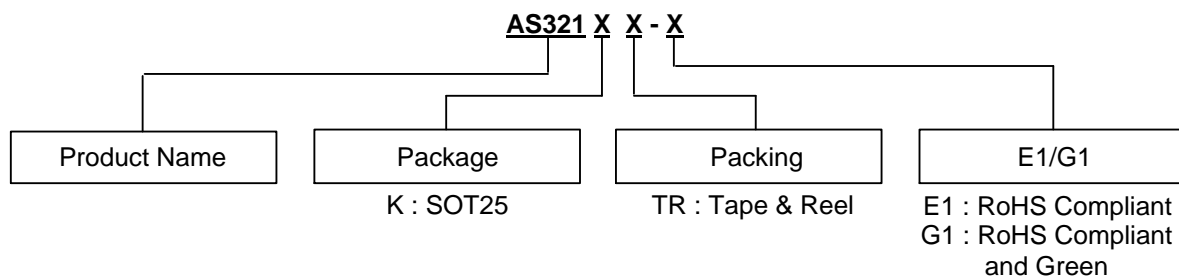 AS321 X X - X
Product Name
Package
Packing
E1/G1
K : SOT25
TR : Tape & Reel
E1 : RoHS Compliant
G1 : RoHS Compliant
and Green